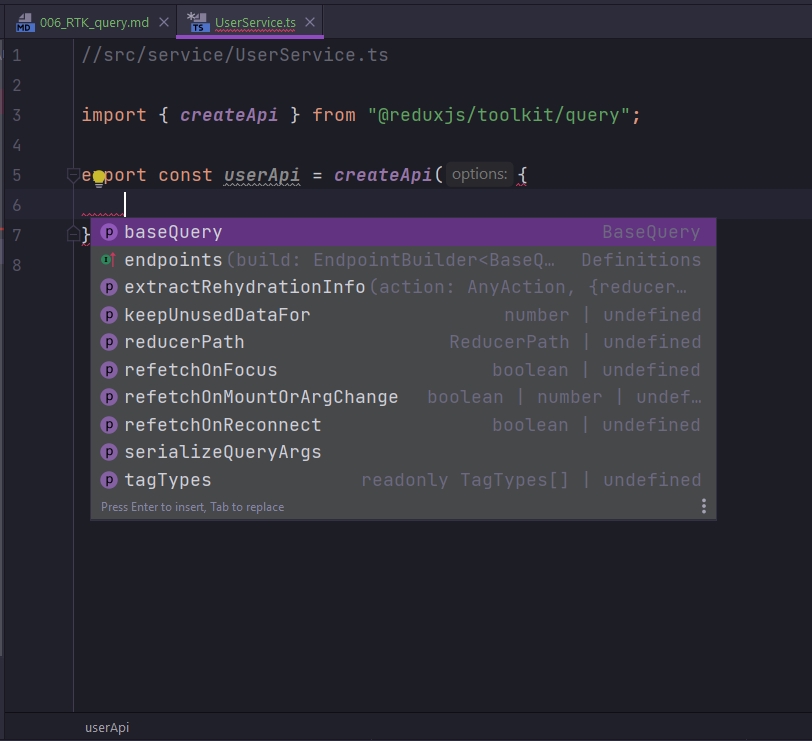 006_RTK_query.md
UserService.ts
1 //src/service/UserService.ts
2
3 import { createApi } from "@reduxjs/toolkit/query";
4
5 export const userApi = createApi( options: {
6
7 }
8
baseQuery BaseQuery
endpoints(build: EndpointBuilder<BaseQ… Definitions
extractRehydrationInfo(action: AnyAction, {reducer…
keepUnusedDataFor number | undefined
reducerPath ReducerPath | undefined
refetchOnFocus boolean | undefined
refetchOnMountOrArgChange boolean | number | undef…
refetchOnReconnect boolean | undefined
serializeQueryArgs
tagTypes readonly TagTypes[] | undefined
Press Enter to insert, Tab to replace
userApi